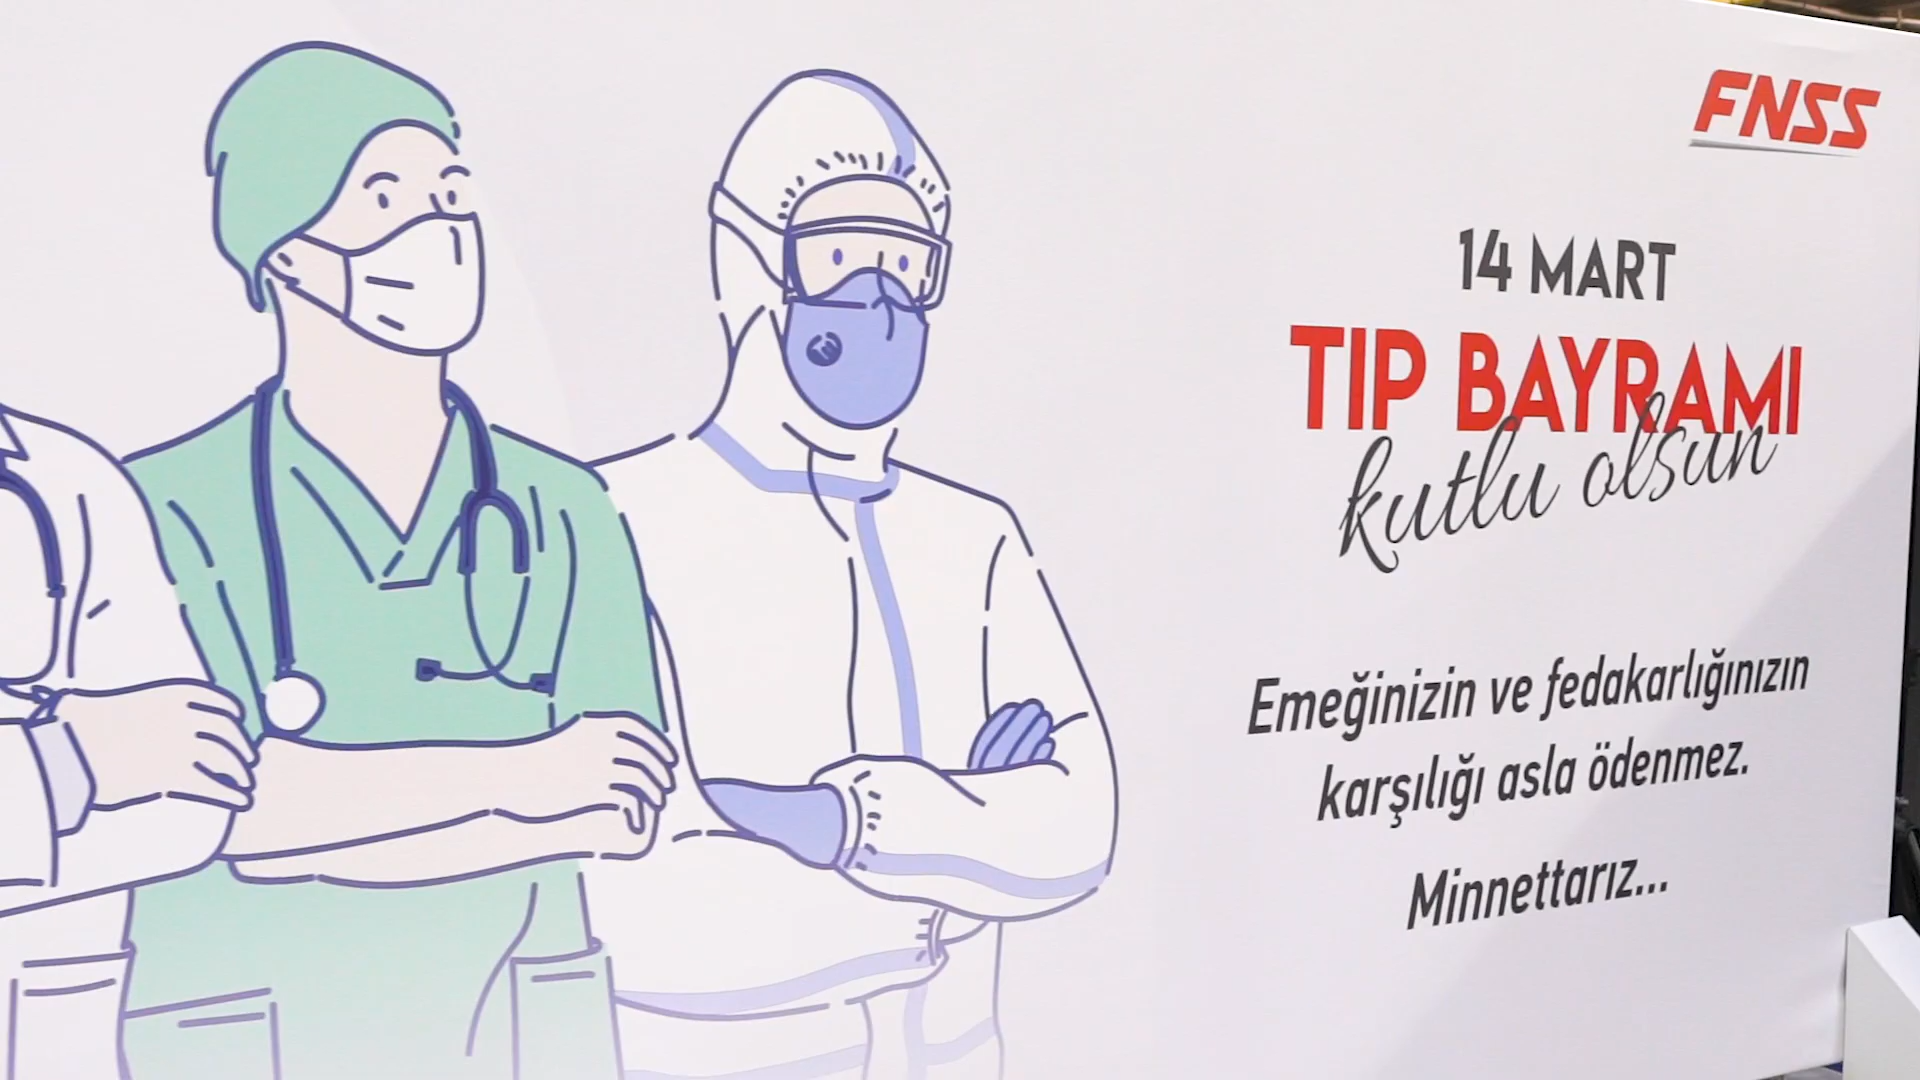 FNSS
14 MART
TIP BAYRAMI
kutlu olsun
Emeğinizin ve fedakarlığınızın
karşılığı asla ödenmez.
Minnettarız...